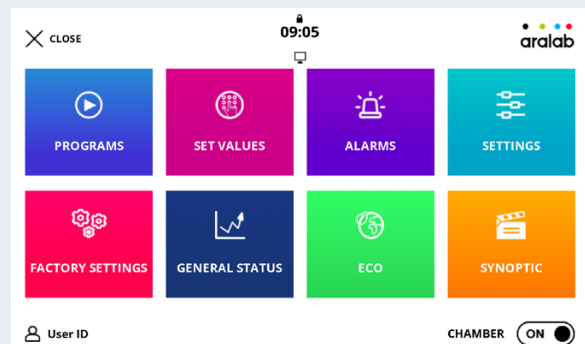 CLOSE
09:05
aralab
PROGRAMS
SET VALUES
ALARMS
SETTINGS
FACTORY SETTINGS
GENERAL STATUS
ECO
SYNOPTIC
User ID
CHAMBER ON